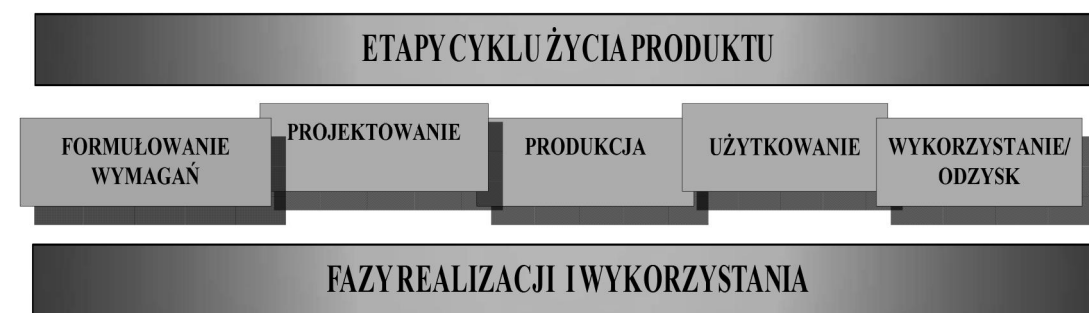 ETAPY CYKLU ŻYCIA PRODUKTU
FORMUŁOWANIE
WYMAGAŃ
PROJEKTOWANIE
PRODUKCJA
UŻYTKOWANIE
WYKORZYSTANIE/
ODZYSK
FAZY REALIZACJI I WYKORZYSTANIA